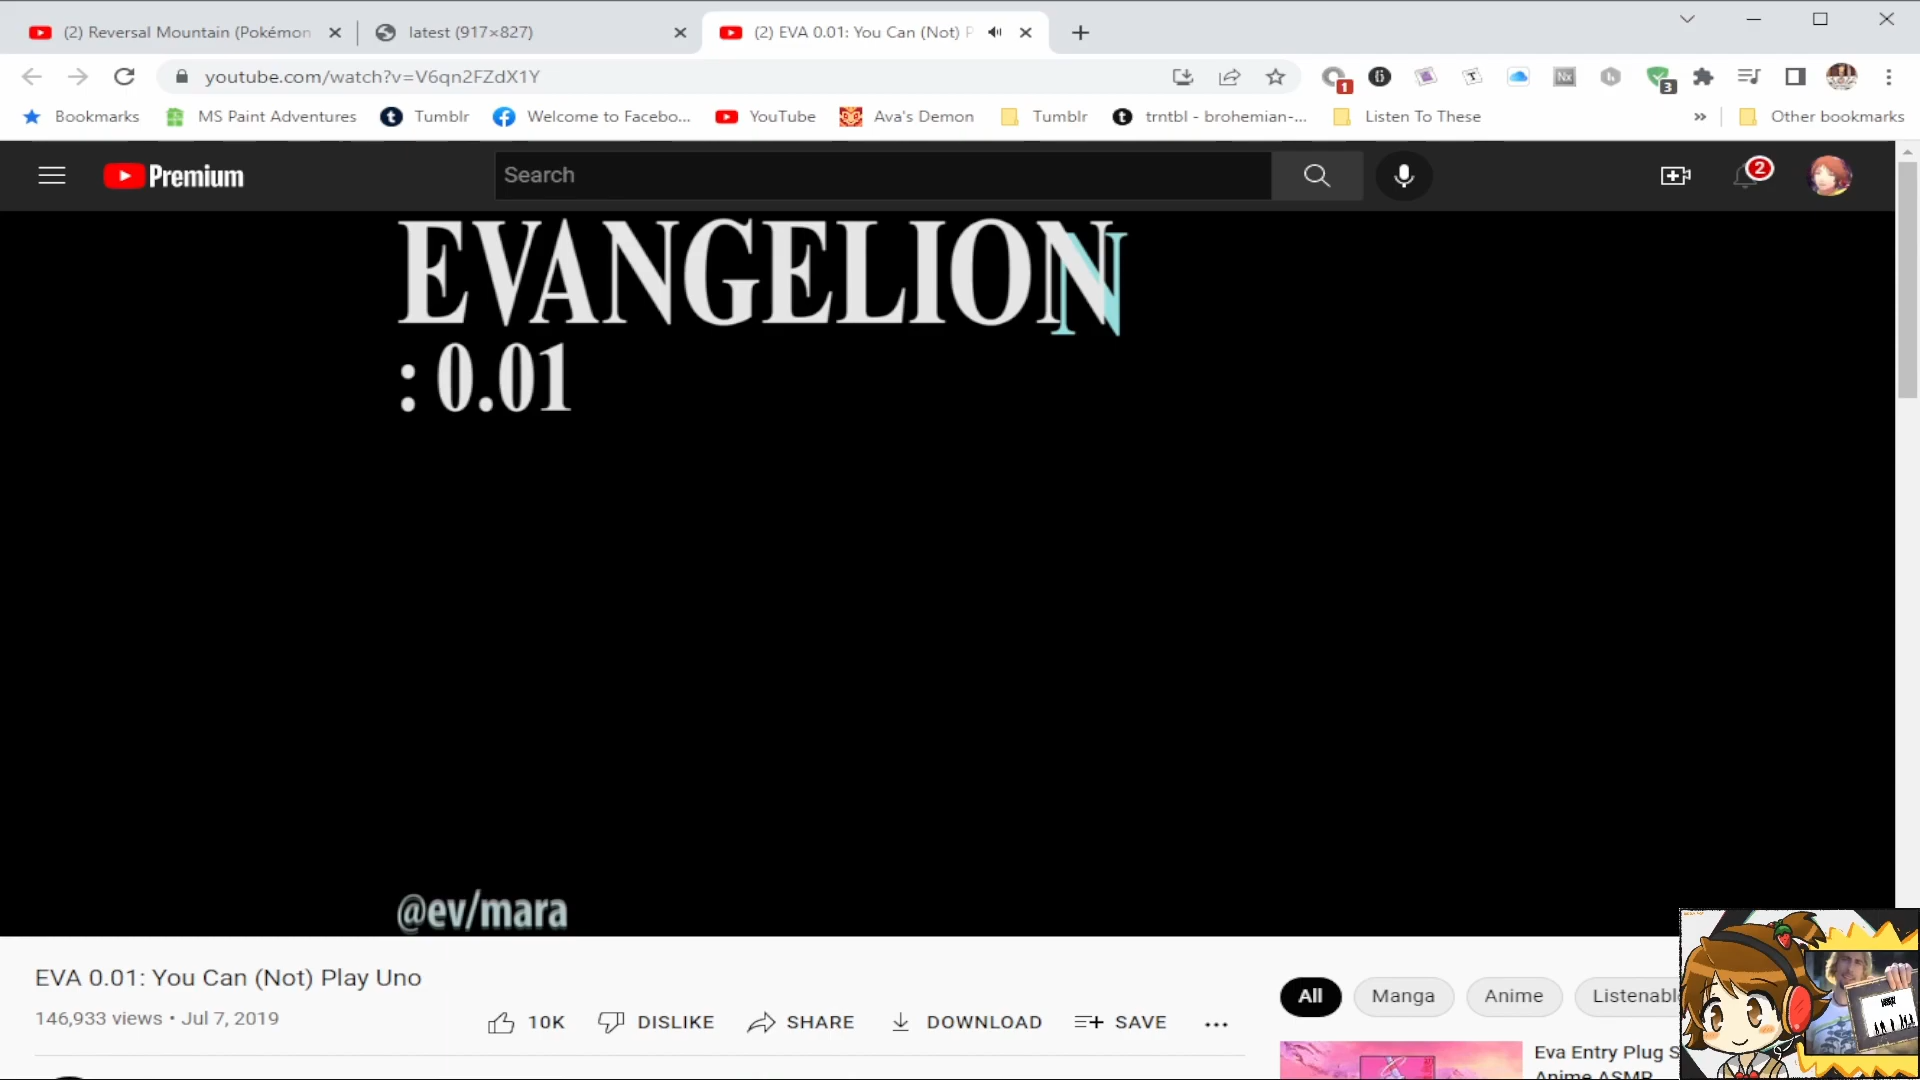 (2) Reversal Mountain (Pokémon
latest (917×827)
(2) EVA 0.01: You Can (Not) P
youtube.com/watch?v=V6qn2FZdX1Y
1
3
Bookmarks
MS Paint Adventures
Tumblr
Welcome to Facebo...
YouTube
Ava's Demon
Tumblr
trntbl - brohemian-...
Listen To These
»
Other bookmarks
Premium
Search
2
EVANGELION
: 0.01
@ev/mara
EVA 0.01: You Can (Not) Play Uno
146,933 views • Jul 7, 2019
10K
DISLIKE
SHARE
DOWNLOAD
SAVE
All
Manga
Anime
Listenabl
Eva Entry Plug S
Anime ASMR